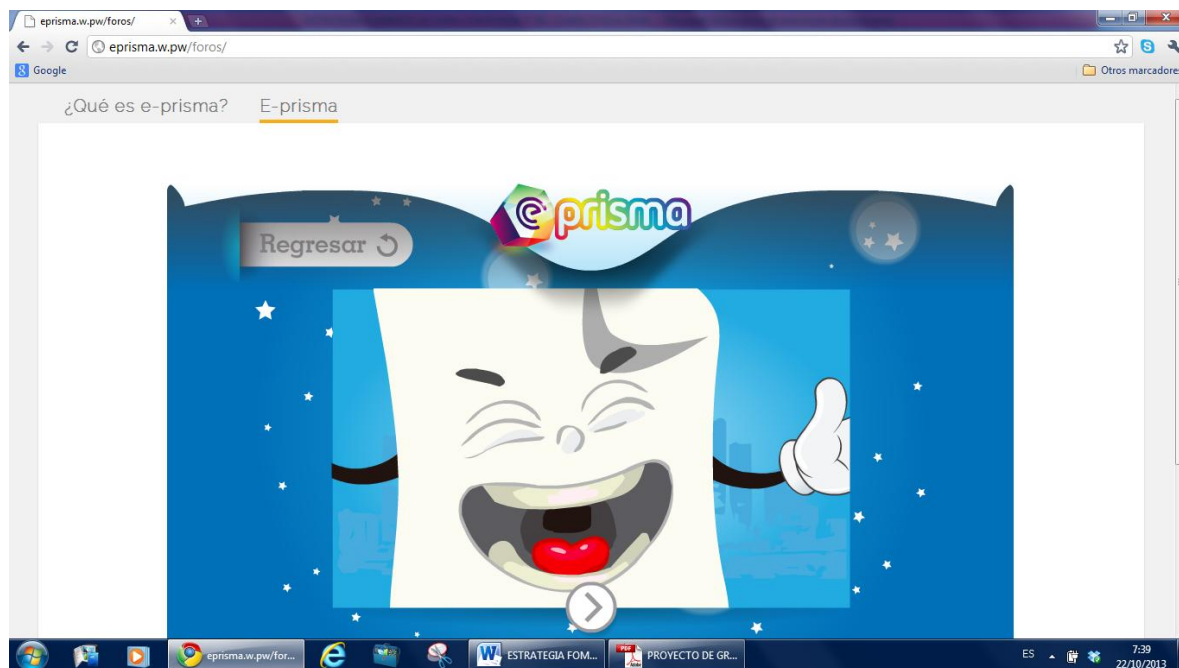 eprisma.w.pw/foros/
eprisma.w.pw/foros/
Google
Otros marcadores
¿Qué es e-prisma? E-prisma
e prisma
Regresar
eprisma.w.pw/for...
ESTRATEGIA FOM...
PROYECTO DE GR...
ES
7:39
22/10/2013